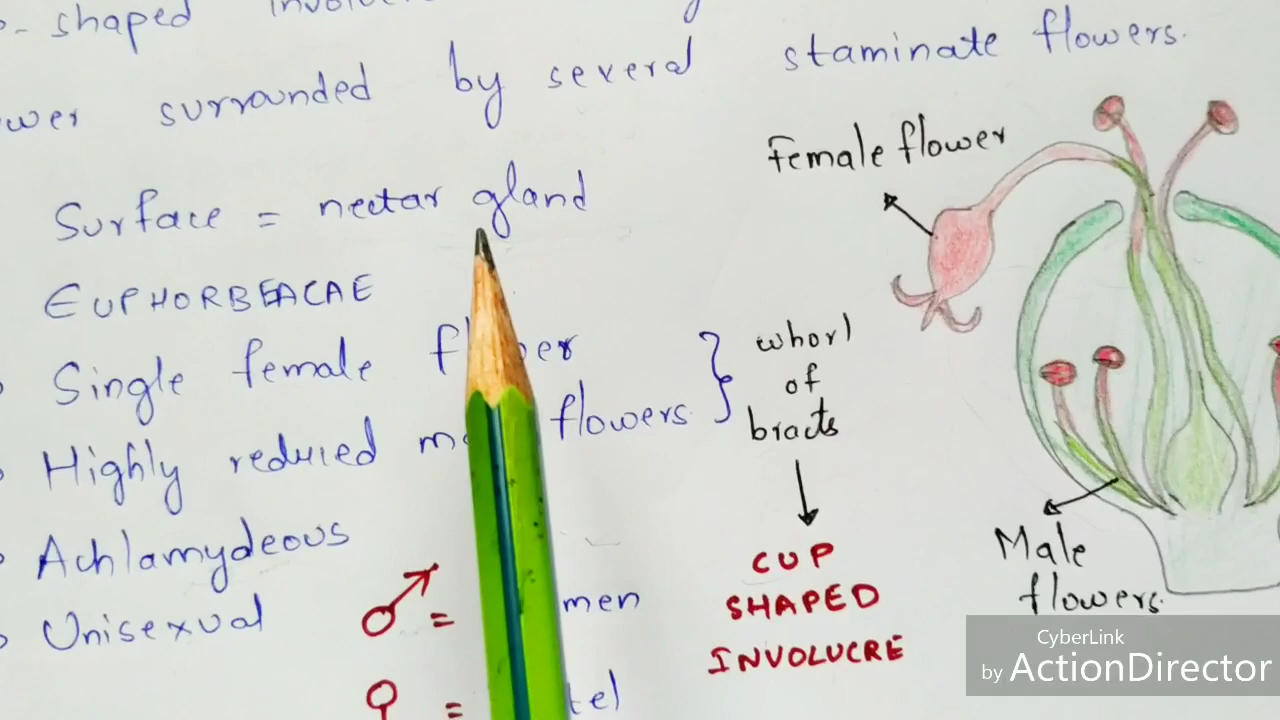 shaped
surrounded by several staminate flowers.
Female flower
Surface = nectar gland
EUPHORBEACAE
Single female
Highly reduced flowers
} whorl
of
bracts
Achlamydeous
Unisexual
♂ = men
♀ =
CUP
SHAPED
INVOLUCRE
Male
flowers.
CyberLink
by ActionDirector